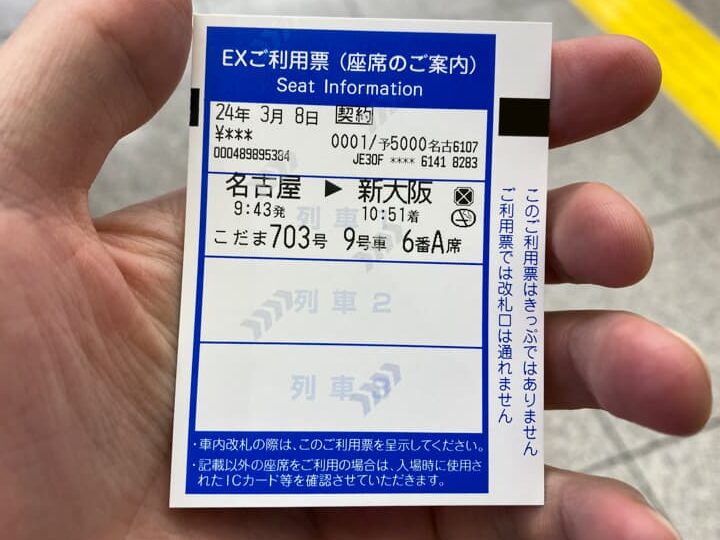 EXご利用票（座席のご案内）
Seat Information
24年 3月 8日 契約
¥***
0001/予5000名古6107
000489895384 JE30F **** 6141 8283
名古屋 ▶ 新大阪
9:43発 10:51着
こだま703号 9号車 6番A席
列車2
列車3
・車内改札の際は、このご利用票を呈示してください。
・記載以外の座席をご利用の場合は、入場時に使用さ
れたICカード等を確認させていただきます。
このご利用票はきっぷではありません
ご利用票では改札口は通れません